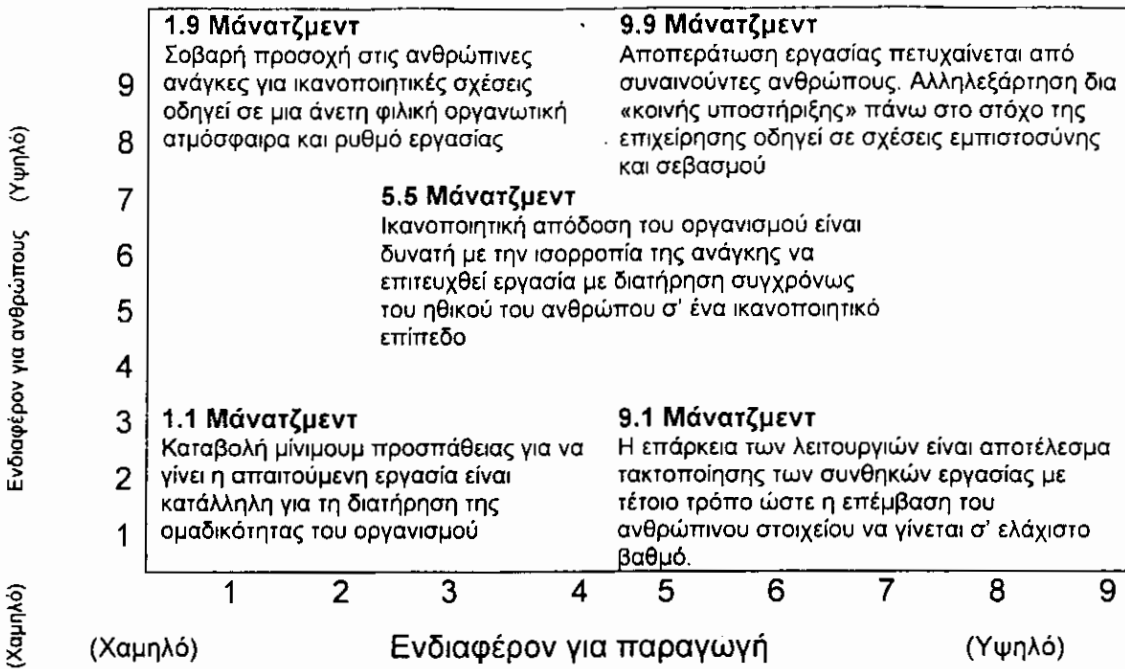 1.9 Μάνατζμεντ
Σοβαρή προσοχή στις ανθρώπινες
ανάγκες για ικανοποιητικές σχέσεις
οδηγεί σε μια άνετη φιλική οργανωτική
ατμόσφαιρα και ρυθμό εργασίας
9.9 Μάνατζμεντ
Αποπεράτωση εργασίας πετυχαίνεται από
συναινούντες ανθρώπους. Αλληλεξάρτηση δια
«κοινής υποστήριξης» πάνω στο στόχο της
επιχείρησης οδηγεί σε σχέσεις εμπιστοσύνης
και σεβασμού
5.5 Μάνατζμεντ
Ικανοποιητική απόδοση του οργανισμού είναι
δυνατή με την ισορροπία της ανάγκης να
επιτευχθεί εργασία με διατήρηση συγχρόνως
του ηθικού του ανθρώπου σ' ένα ικανοποιητικό
επίπεδο
1.1 Μάνατζμεντ
Καταβολή μίνιμουμ προσπάθειας για να
γίνει η απαιτούμενη εργασία είναι
κατάλληλη για τη διατήρηση της
ομαδικότητας του οργανισμού
9.1 Μάνατζμεντ
Η επάρκεια των λειτουργιών είναι αποτέλεσμα
τακτοποίησης των συνθηκών εργασίας με
τέτοιο τρόπο ώστε η επέμβαση του
ανθρώπινου στοιχείου να γίνεται σ' ελάχιστο
βαθμό.
9
8
7
6
5
4
3
2
1
(Χαμηλό) Ενδιαφέρον για ανθρώπους (Υψηλό)
1 2 3 4 5 6 7 8 9
(Χαμηλό) Ενδιαφέρον για παραγωγή (Υψηλό)